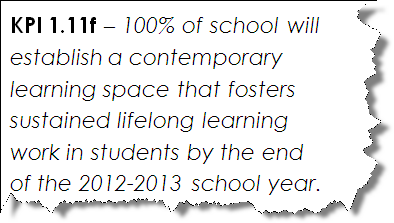 KPI 1.11f – 100% of school will
establish a contemporary
learning space that fosters
sustained lifelong learning
work in students by the end
of the 2012-2013 school year.